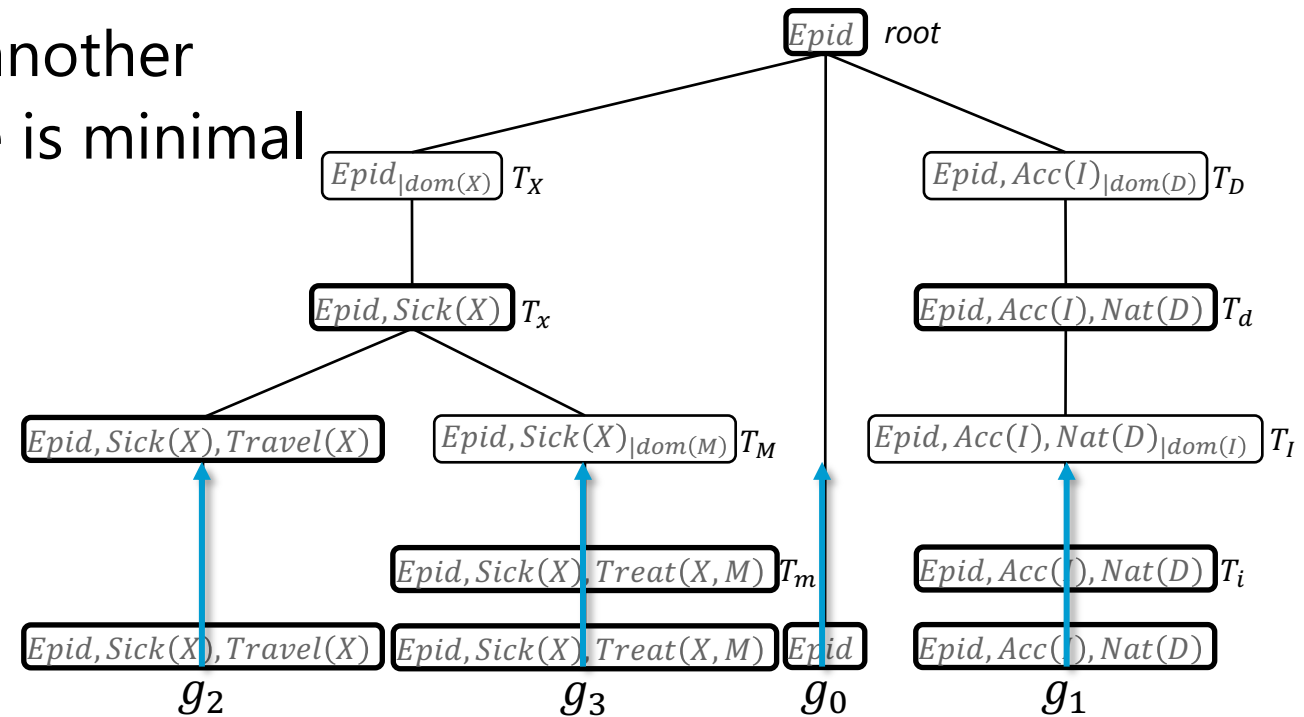 another
e is minimal
Epid root
Epid_{|dom(X)} T_X
Epid, Acc(I)_{|dom(D)} T_D
Epid, Sick(X) T_x
Epid, Acc(I), Nat(D) T_d
Epid, Sick(X), Travel(X)
Epid, Sick(X)_{|dom(M)} T_M
Epid, Acc(I), Nat(D)_{|dom(I)} T_I
Epid, Sick(X), Treat(X, M) T_m
Epid, Acc(I), Nat(D) T_i
Epid, Sick(X), Travel(X)
Epid, Sick(X), Treat(X, M)
Epid
Epid, Acc(I), Nat(D)
g_2
g_3
g_0
g_1